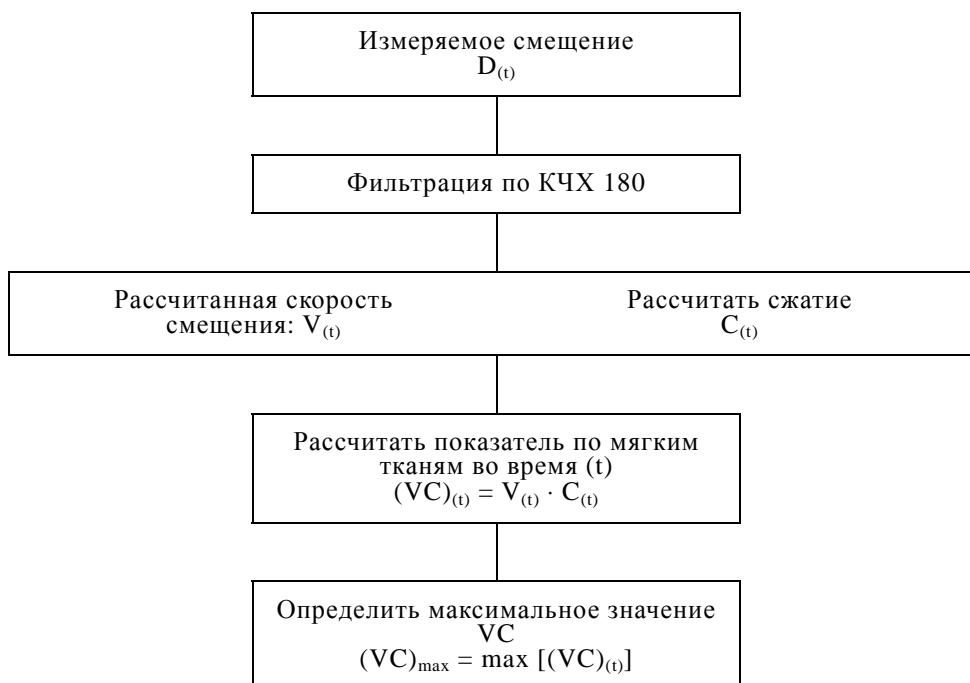 Измеряемое смещение
D(t)
Фильтрация по КЧХ 180
Рассчитанная скорость
смещения: V(t)
Рассчитать сжатие
C(t)
Рассчитать показатель по мягким
тканям во время (t)
(VC)(t) = V(t) · C(t)
Определить максимальное значение
VC
(VC)max = max [(VC)(t)]